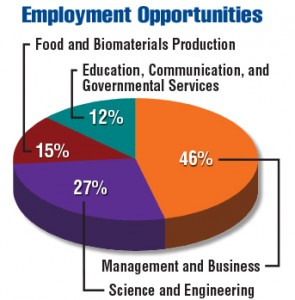 Employment Opportunities
Food and Biomaterials Production
Education, Communication, and
Governmental Services
12%
15%
46%
27%
Management and Business
Science and Engineering